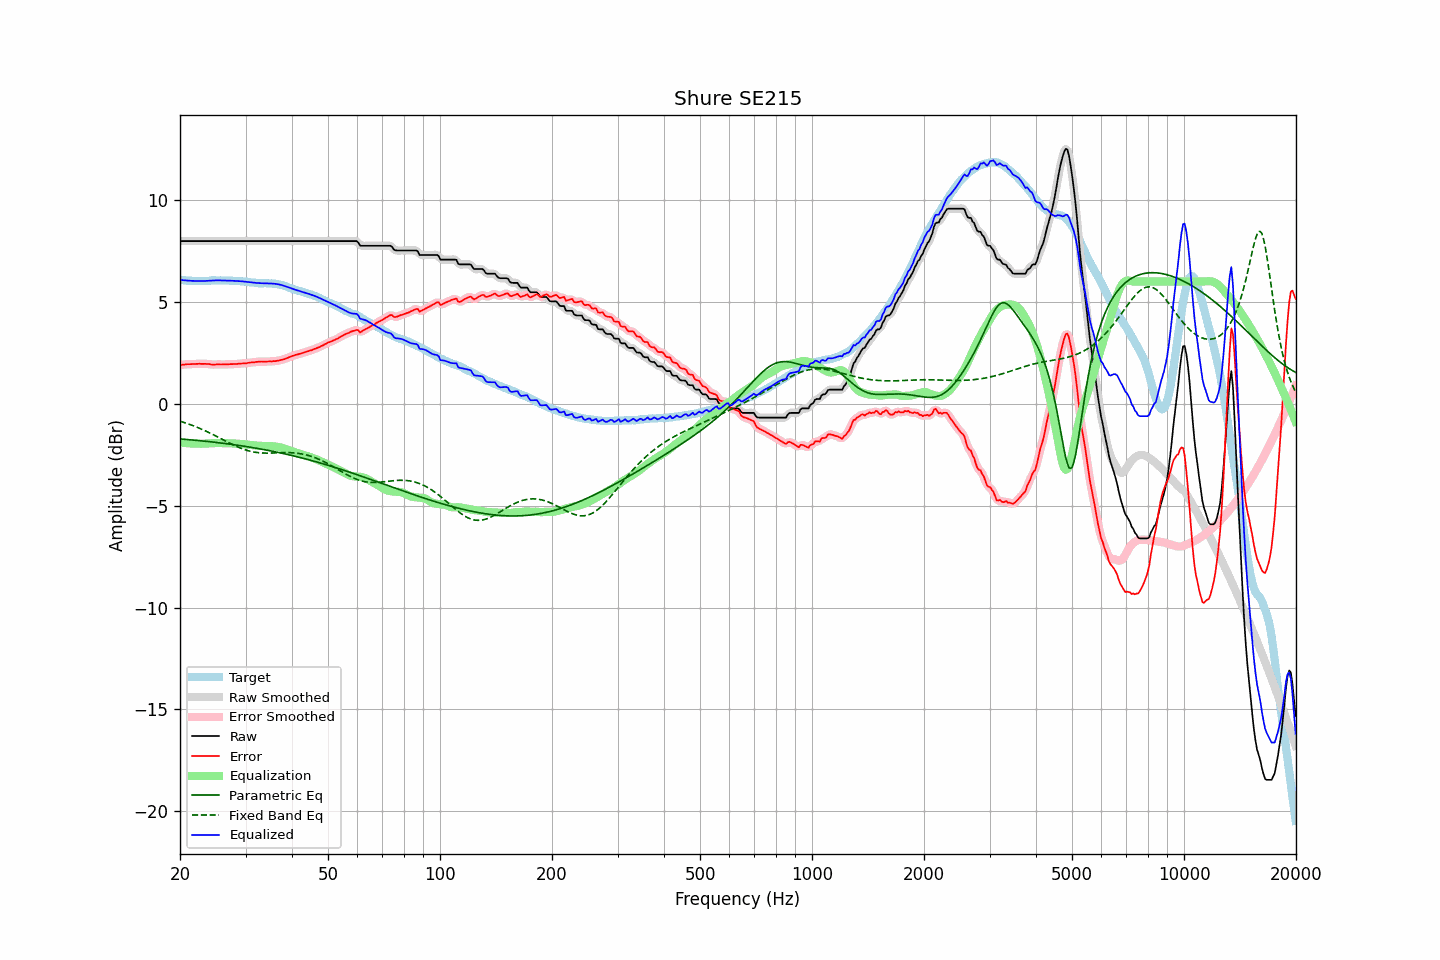 Shure SE215
10
5
0
−5
−10
−15
−20
Amplitude (dBr)
Target
Raw Smoothed
Error Smoothed
Raw
Error
Equalization
Parametric Eq
Fixed Band Eq
Equalized
20 50 100 200 500 1000 2000 5000 10000 20000
Frequency (Hz)